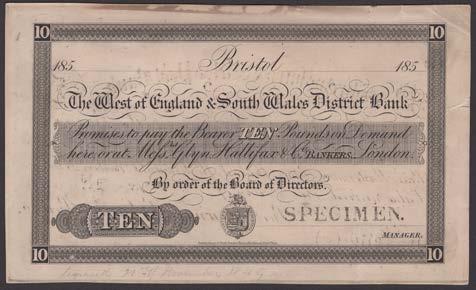 10 10
Bristol
185 185
The West of England & South Wales District Bank
Promises to pay the Bearer TEN Pounds on Demand
here, or at Messrs Glyn Hallifax & Co. BANKERS, London.
By order of the Board of Directors.
TEN
SPECIMEN.
MANAGER.
10 10
November